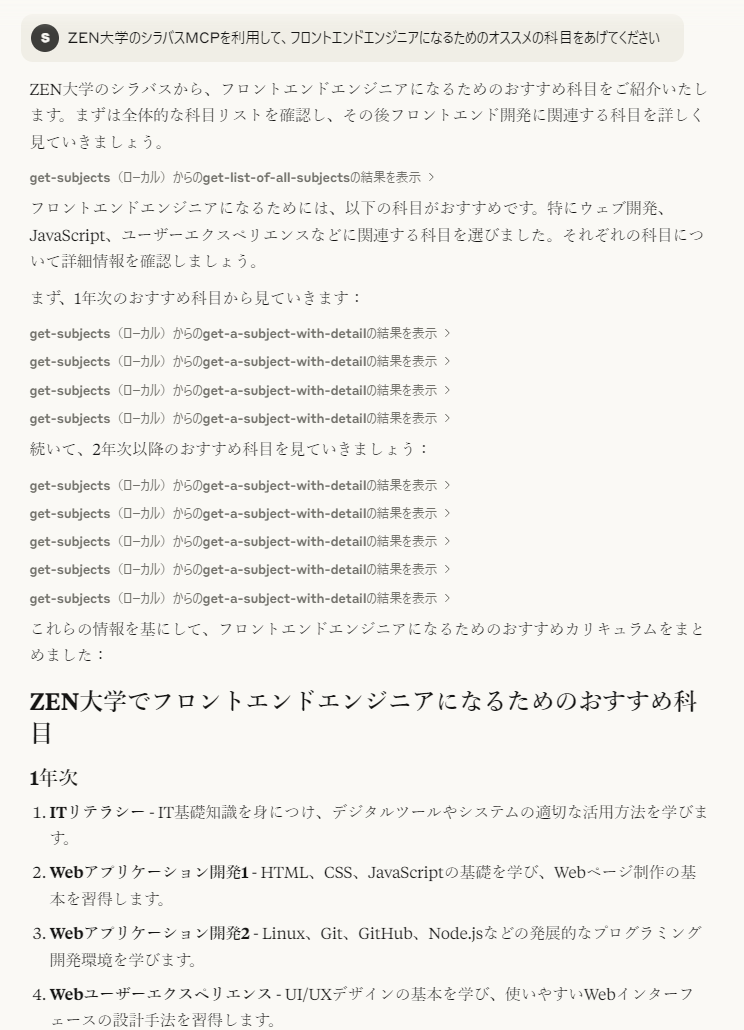 S ZEN大学のシラバスMCPを利用して、フロントエンドエンジニアになるためのオススメの科目をあげてください
ZEN大学のシラバスから、フロントエンドエンジニアになるためのおすすめ科目をご紹介いたし
ます。まずは全体的な科目リストを確認し、その後フロントエンド開発に関連する科目を詳しく
見ていきましょう。
get-subjects（ローカル）からのget-list-of-all-subjectsの結果を表示 >
フロントエンドエンジニアになるためには、以下の科目がおすすめです。特にウェブ開発、
JavaScript、ユーザーエクスペリエンスなどに関連する科目を選びました。それぞれの科目につ
いて詳細情報を確認しましょう。
まず、1年次のおすすめ科目から見ていきます：
get-subjects（ローカル）からのget-a-subject-with-detailの結果を表示 >
get-subjects（ローカル）からのget-a-subject-with-detailの結果を表示 >
get-subjects（ローカル）からのget-a-subject-with-detailの結果を表示 >
get-subjects（ローカル）からのget-a-subject-with-detailの結果を表示 >
続いて、2年次以降のおすすめ科目を見ていきましょう：
get-subjects（ローカル）からのget-a-subject-with-detailの結果を表示 >
get-subjects（ローカル）からのget-a-subject-with-detailの結果を表示 >
get-subjects（ローカル）からのget-a-subject-with-detailの結果を表示 >
get-subjects（ローカル）からのget-a-subject-with-detailの結果を表示 >
get-subjects（ローカル）からのget-a-subject-with-detailの結果を表示 >
これらの情報を基にして、フロントエンドエンジニアになるためのおすすめカリキュラムをまと
めました：
ZEN大学でフロントエンドエンジニアになるためのおすすめ科
目
1年次
1. ITリテラシー - IT基礎知識を身につけ、デジタルツールやシステムの適切な活用方法を学びま
す。
2. Webアプリケーション開発1 - HTML、CSS、JavaScriptの基礎を学び、Webページ制作の基
本を習得します。
3. Webアプリケーション開発2 - Linux、Git、GitHub、Node.jsなどの発展的なプログラミング
開発環境を学びます。
4. Webユーザーエクスペリエンス - UI/UXデザインの基本を学び、使いやすいWebインターフ
ェースの設計手法を習得します。